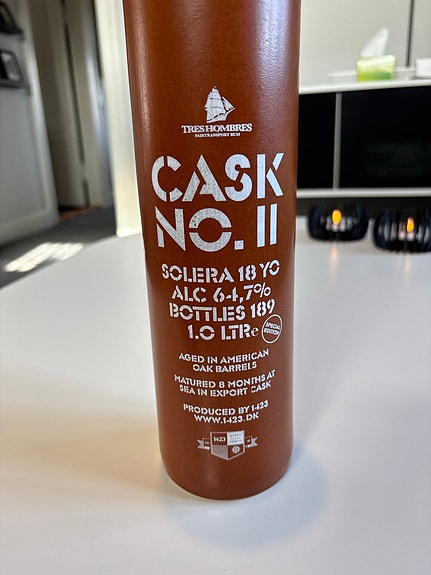 TRES HOMBRES
FAIRTRANSPORT RUM
CASK
NO. II
SOLERA 18 YO
ALC 64,7%
BOTTLES 189
1.0 LTRe
SPECIAL
EDITION
AGED IN AMERICAN
OAK BARRELS
MATURED 8 MONTHS AT
SEA IN EXPORT CASK
PRODUCED BY 1423
WWW.1423.DK
1423